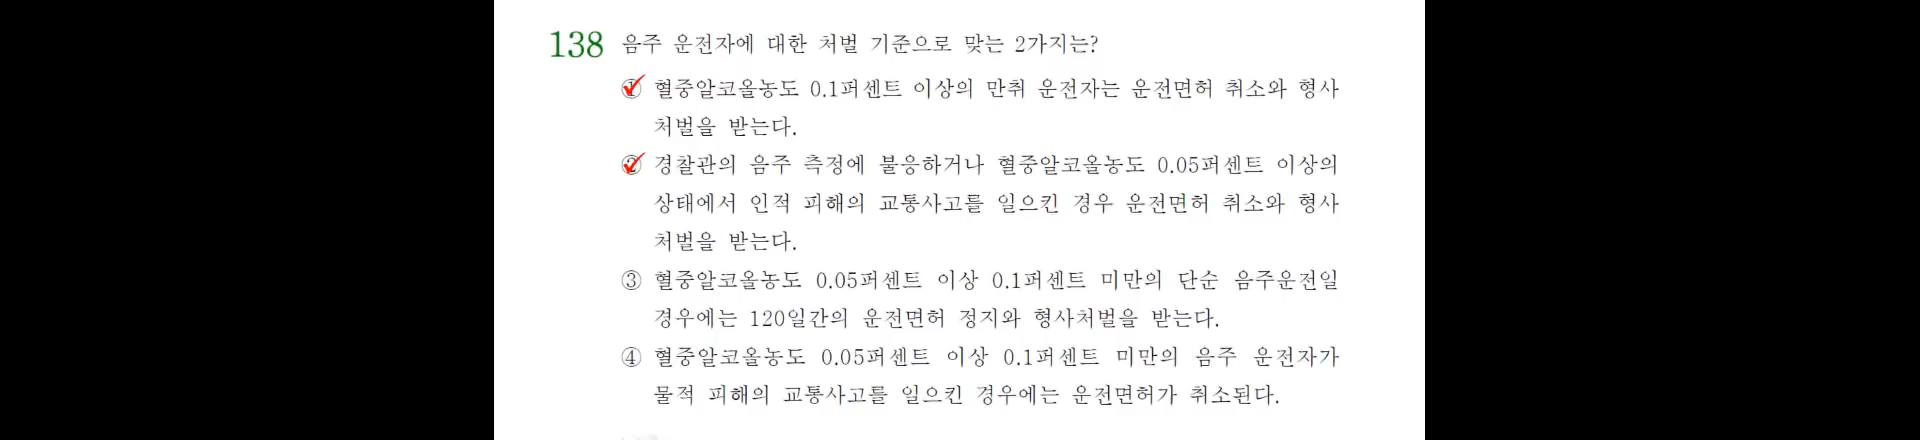 138 음주 운전자에 대한 처벌 기준으로 맞는 2가지는?
① 혈중알코올농도 0.1퍼센트 이상의 만취 운전자는 운전면허 취소와 형사
처벌을 받는다.
② 경찰관의 음주 측정에 불응하거나 혈중알코올농도 0.05퍼센트 이상의
상태에서 인적 피해의 교통사고를 일으킨 경우 운전면허 취소와 형사
처벌을 받는다.
③ 혈중알코올농도 0.05퍼센트 이상 0.1퍼센트 미만의 단순 음주운전일
경우에는 120일간의 운전면허 정지와 형사처벌을 받는다.
④ 혈중알코올농도 0.05퍼센트 이상 0.1퍼센트 미만의 음주 운전자가
물적 피해의 교통사고를 일으킨 경우에는 운전면허가 취소된다.